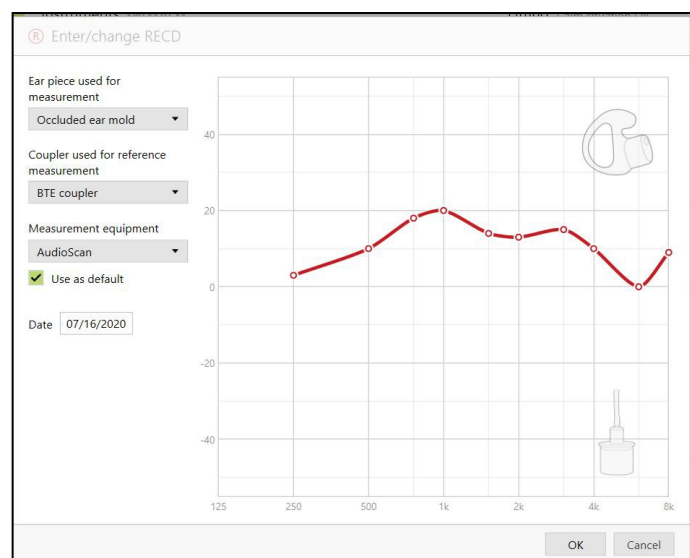 ® Enter/change RECD
Ear piece used for
measurement
Occluded ear mold
Coupler used for reference
measurement
BTE coupler
Measurement equipment
AudioScan
Use as default
Date 07/16/2020
40
20
0
-20
-40
125 250 500 1k 2k 4k 8k
OK Cancel